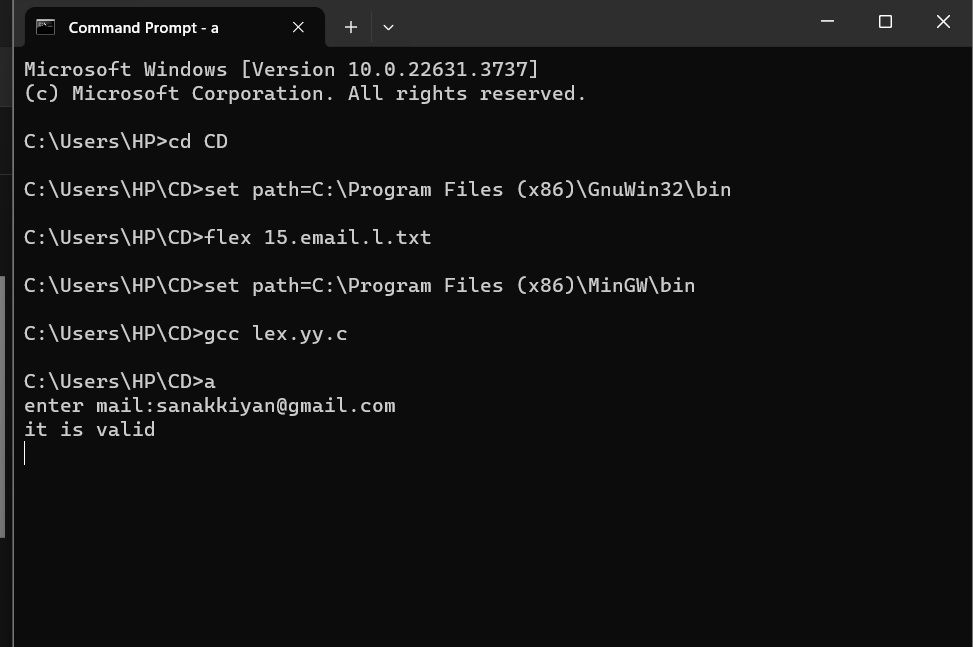 Command Prompt - a
Microsoft Windows [Version 10.0.22631.3737]
(c) Microsoft Corporation. All rights reserved.
C:\Users\HP>cd CD
C:\Users\HP\CD>set path=C:\Program Files (x86)\GnuWin32\bin
C:\Users\HP\CD>flex 15.email.l.txt
C:\Users\HP\CD>set path=C:\Program Files (x86)\MinGW\bin
C:\Users\HP\CD>gcc lex.yy.c
C:\Users\HP\CD>a
enter mail:sanakkiyan@gmail.com
it is valid